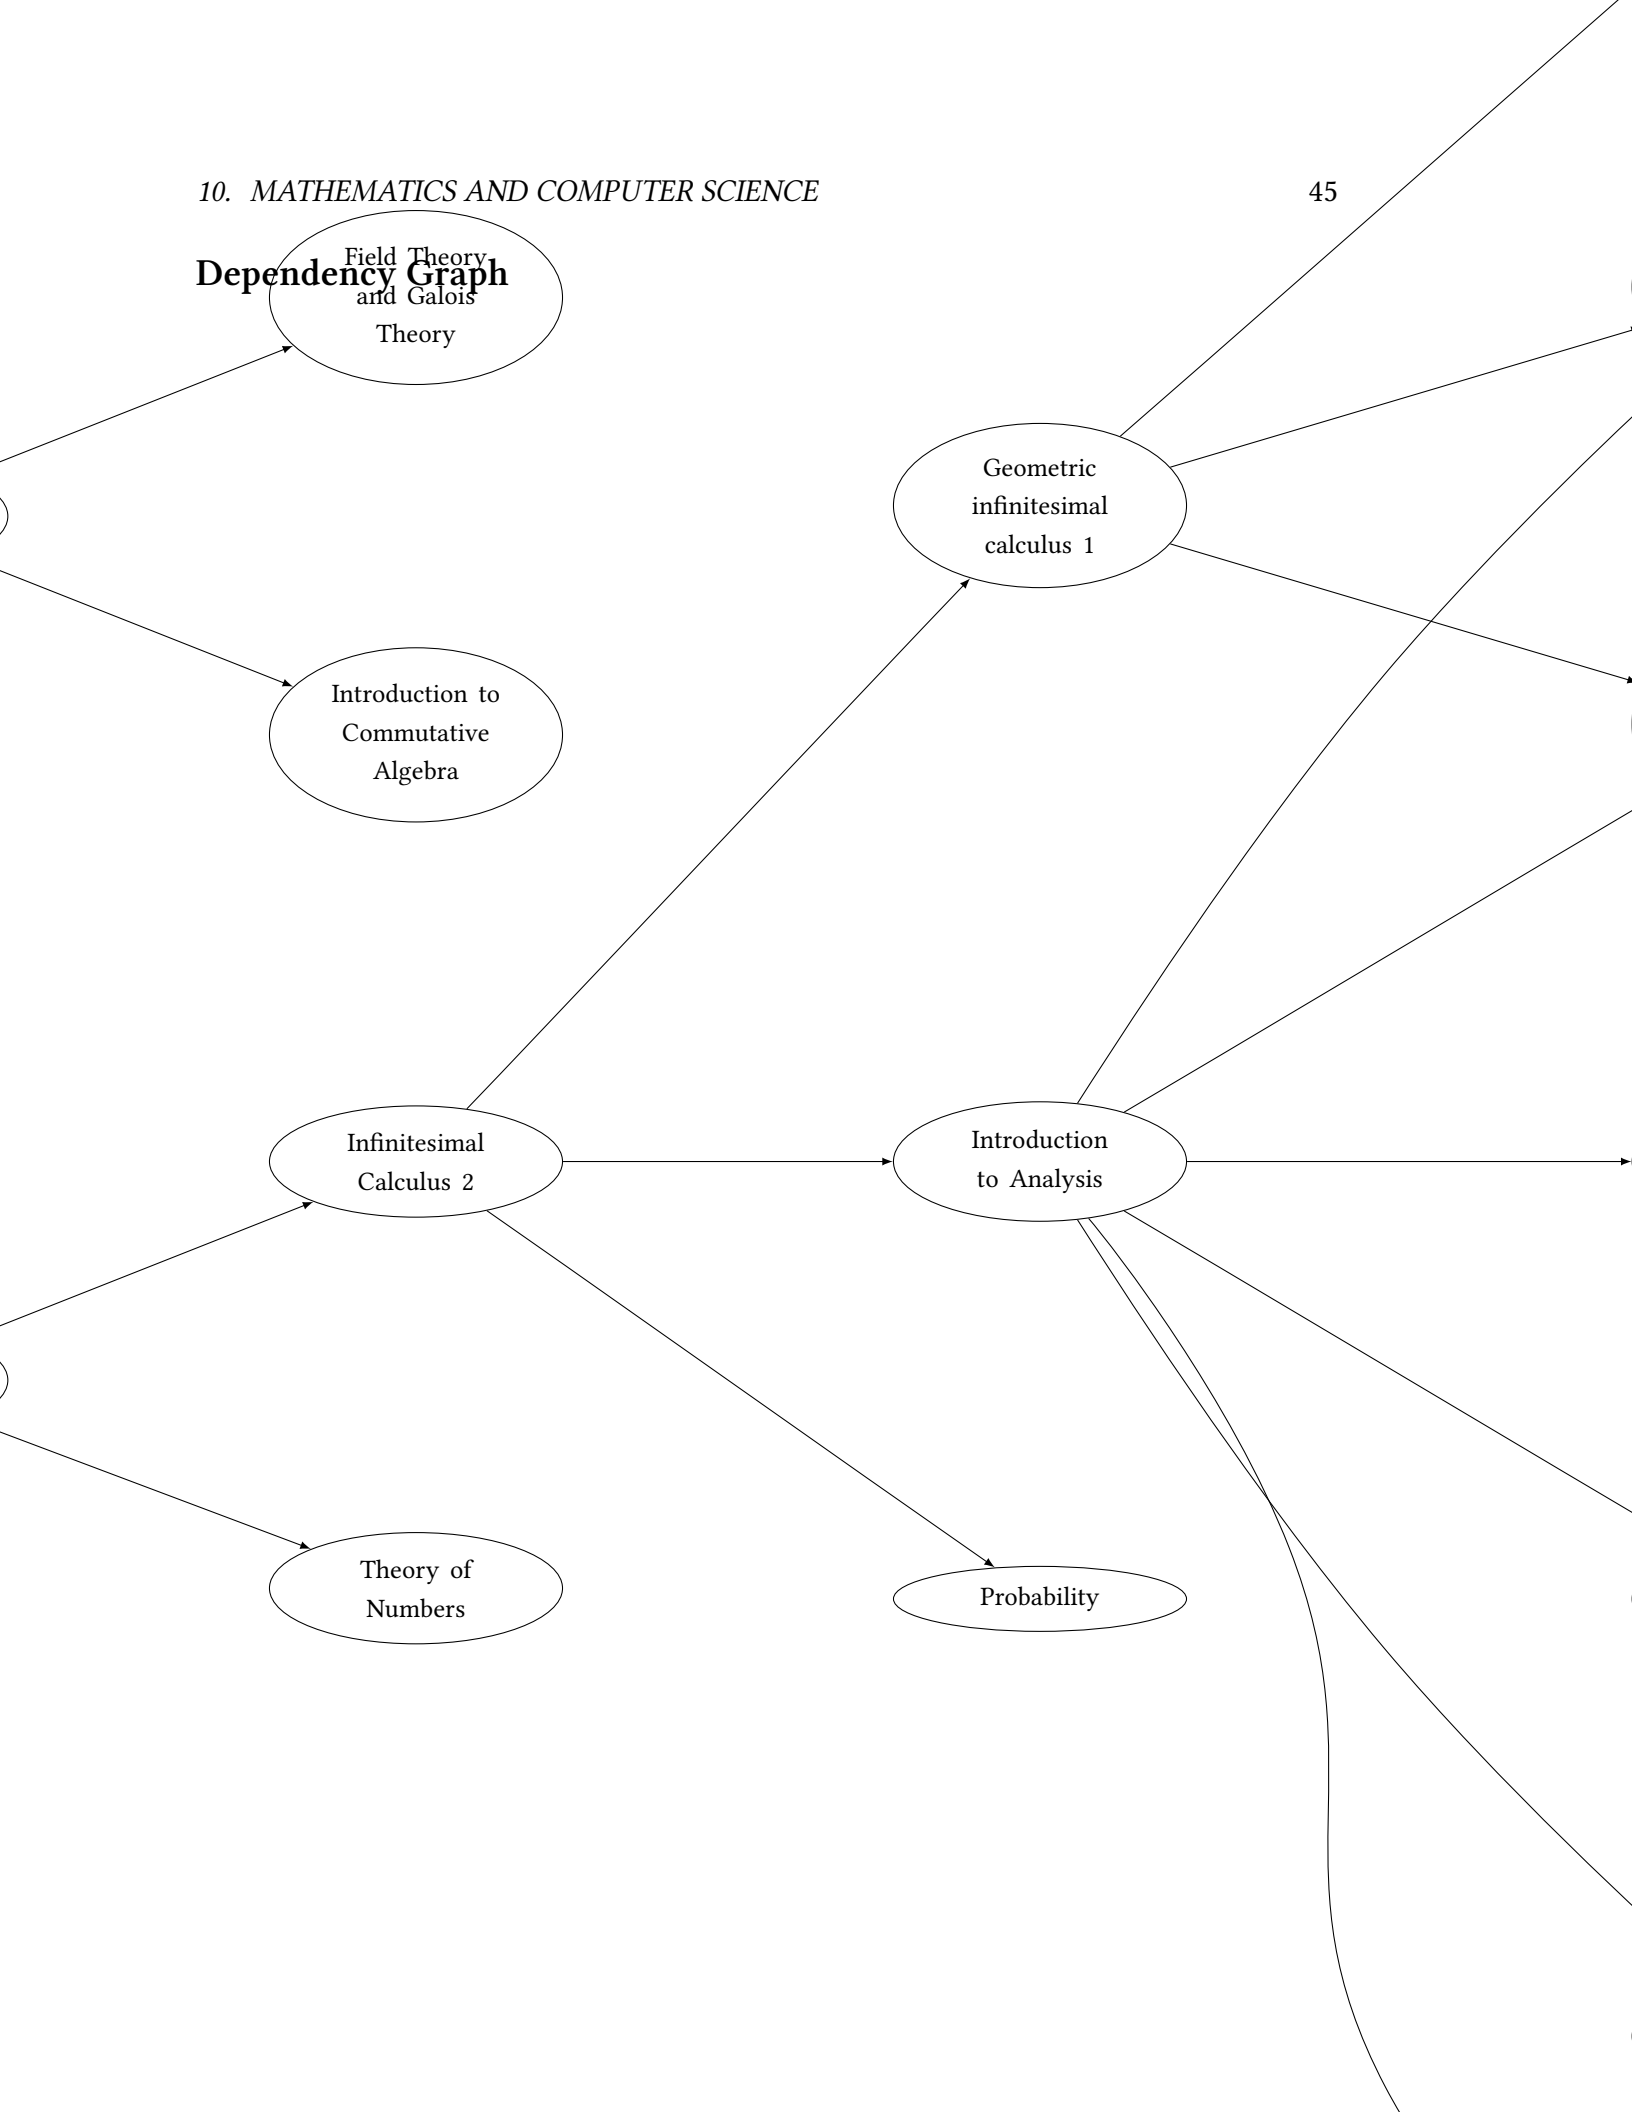 10. MATHEMATICS AND COMPUTER SCIENCE 45
Dependency Graph
Field Theory
and Galois
Theory
Geometric
infinitesimal
calculus 1
Introduction to
Commutative
Algebra
Infinitesimal
Calculus 2
Introduction
to Analysis
Theory of
Numbers
Probability